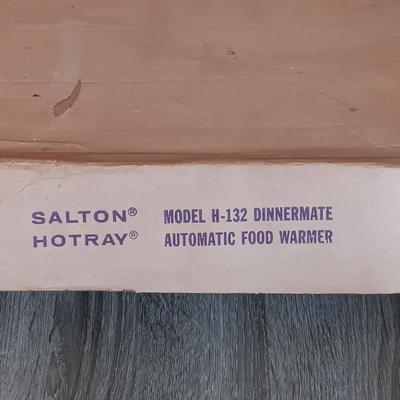 SALTON® MODEL H-132 DINNERMATE
HOTRAY® AUTOMATIC FOOD WARMER